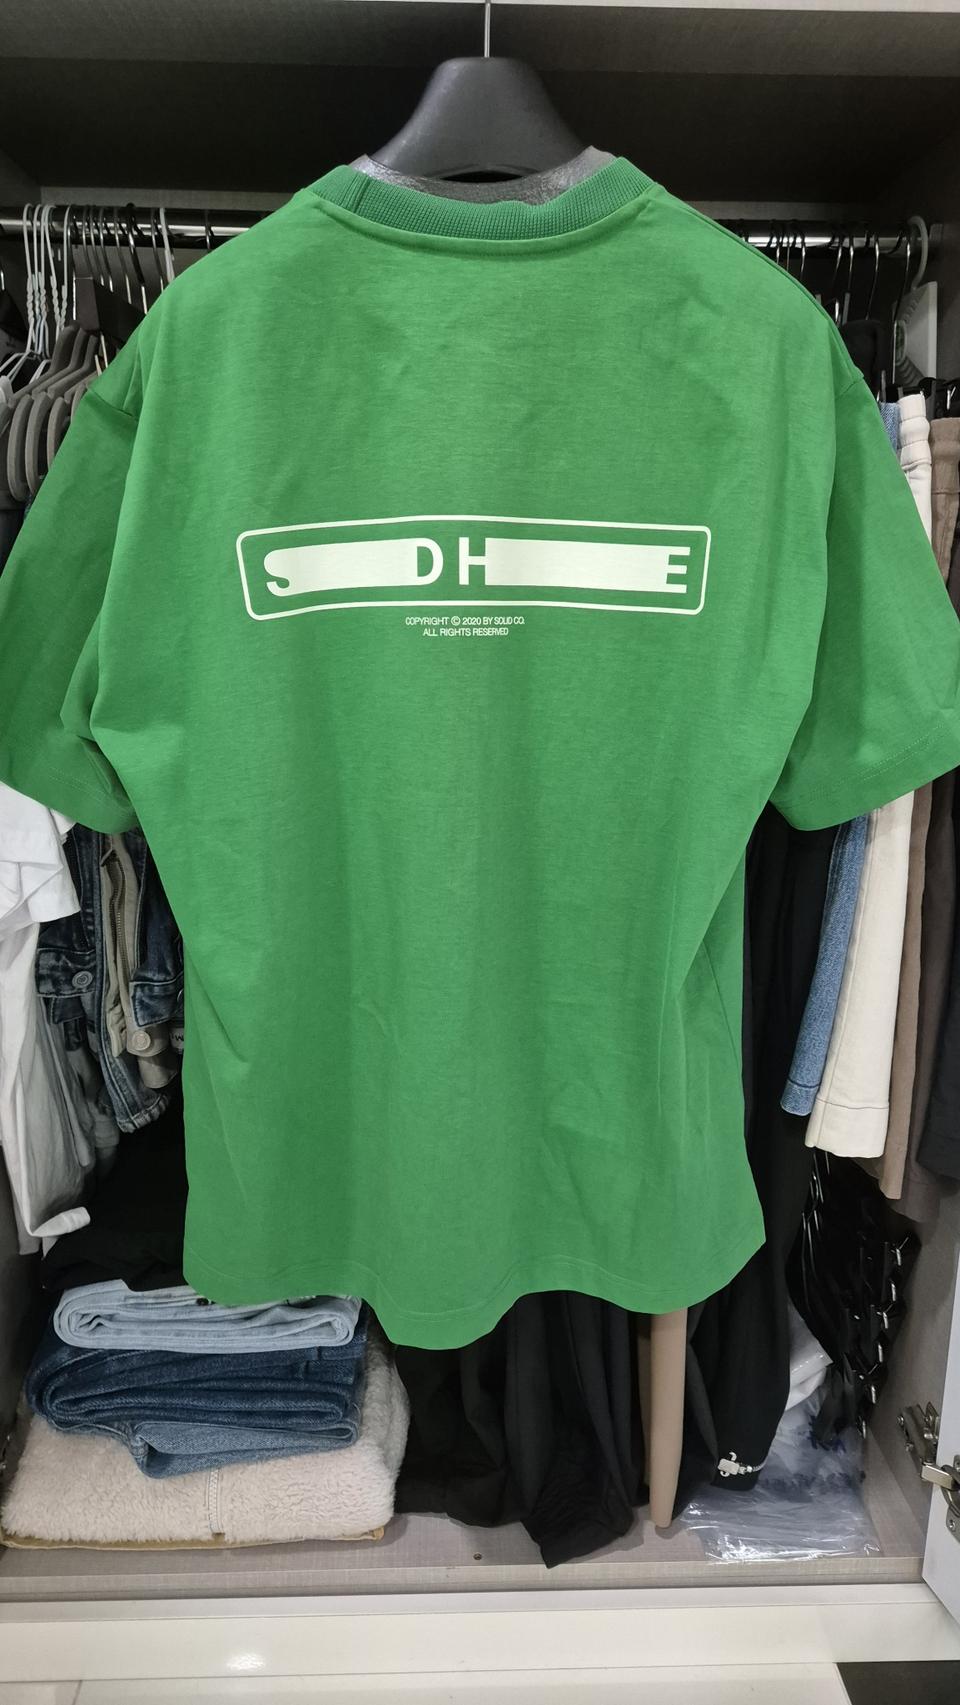 S DH E
COPYRIGHT © 2020 BY SOLID CO.
ALL RIGHTS RESERVED